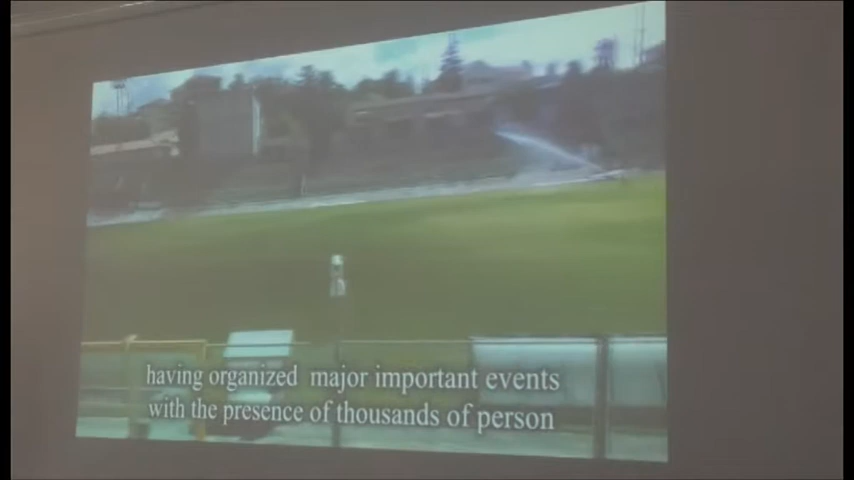 having organized major important events
with the presence of thousands of person